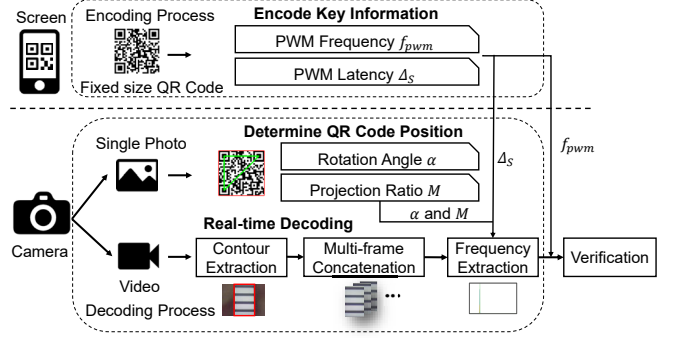 Screen
Encoding Process
Fixed size QR Code
Encode Key Information
PWM Frequency f_pwm
PWM Latency Δ_S
Single Photo
Determine QR Code Position
Rotation Angle α
Projection Ratio M
α and M
Δ_S
f_pwm
Camera
Real-time Decoding
Video
Contour
Extraction
Multi-frame
Concatenation
Frequency
Extraction
Verification
Decoding Process
•••